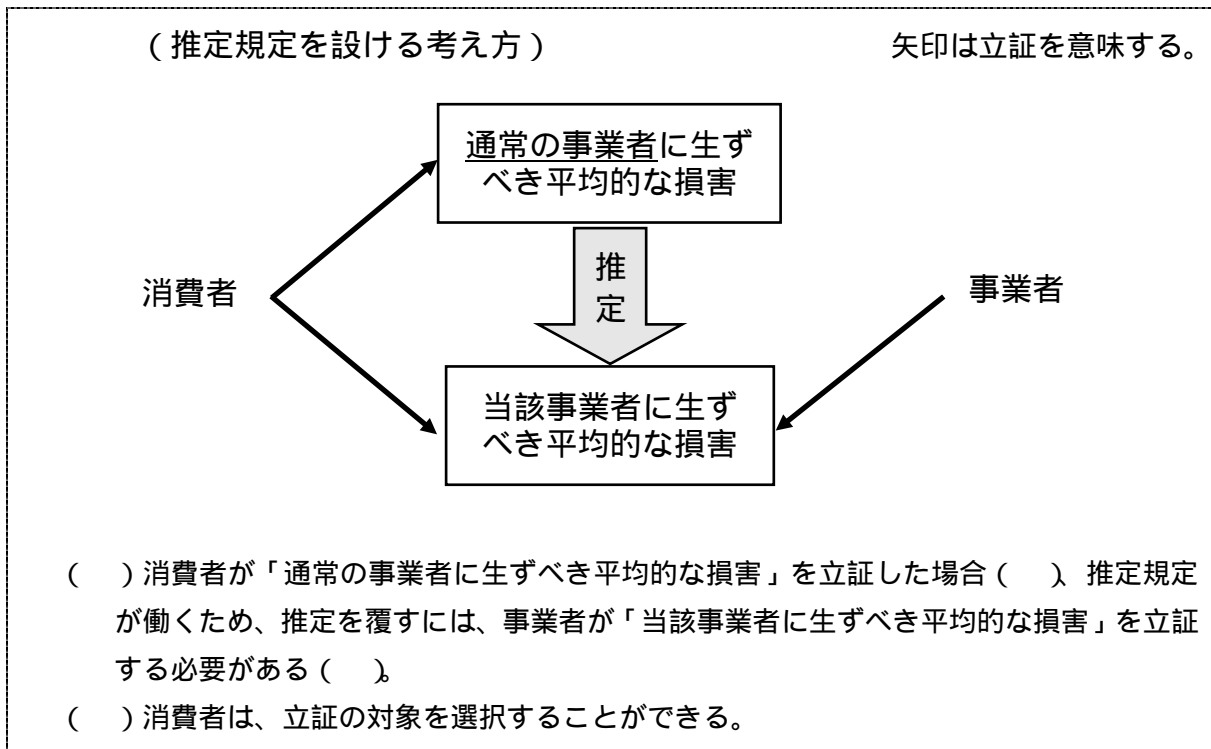 (推定規定を設ける考え方)
矢印は立証を意味する。
通常の事業者に生ず
べき平均的な損害
消費者
推
定
事業者
当該事業者に生ず
べき平均的な損害
(　)消費者が「通常の事業者に生ずべき平均的な損害」を立証した場合(　)、推定規定
が働くため、推定を覆すには、事業者が「当該事業者に生ずべき平均的な損害」を立証
する必要がある(　)。
(　)消費者は、立証の対象を選択することができる。